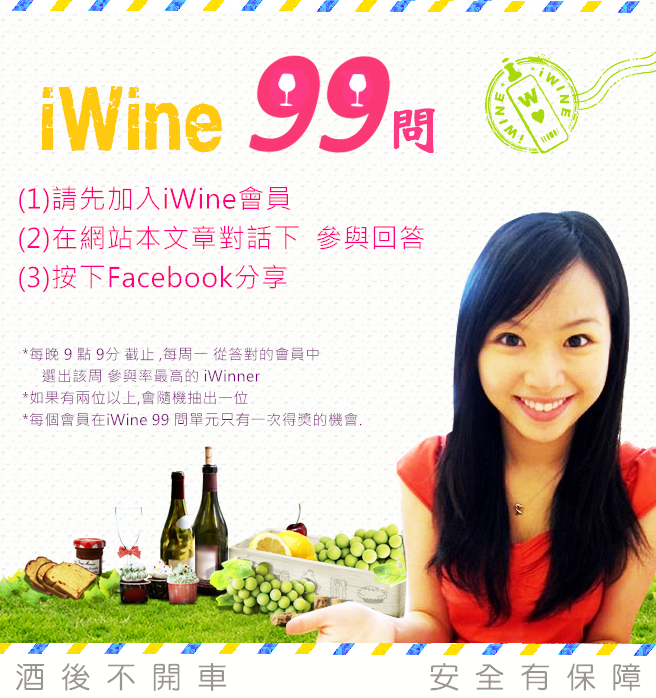 iWine 99問
iWINE · iWINE
W
(1)請先加入iWine會員
(2)在網站本文章對話下 參與回答
(3)按下Facebook分享
*每晚 9 點 9分 截止 ,每周一 從答對的會員中
選出該周 參與率最高的 iWinner
*如果有兩位以上,會隨機抽出一位
*每個會員在iWine 99 問單元只有一次得獎的機會.
酒後不開車 安全有保障